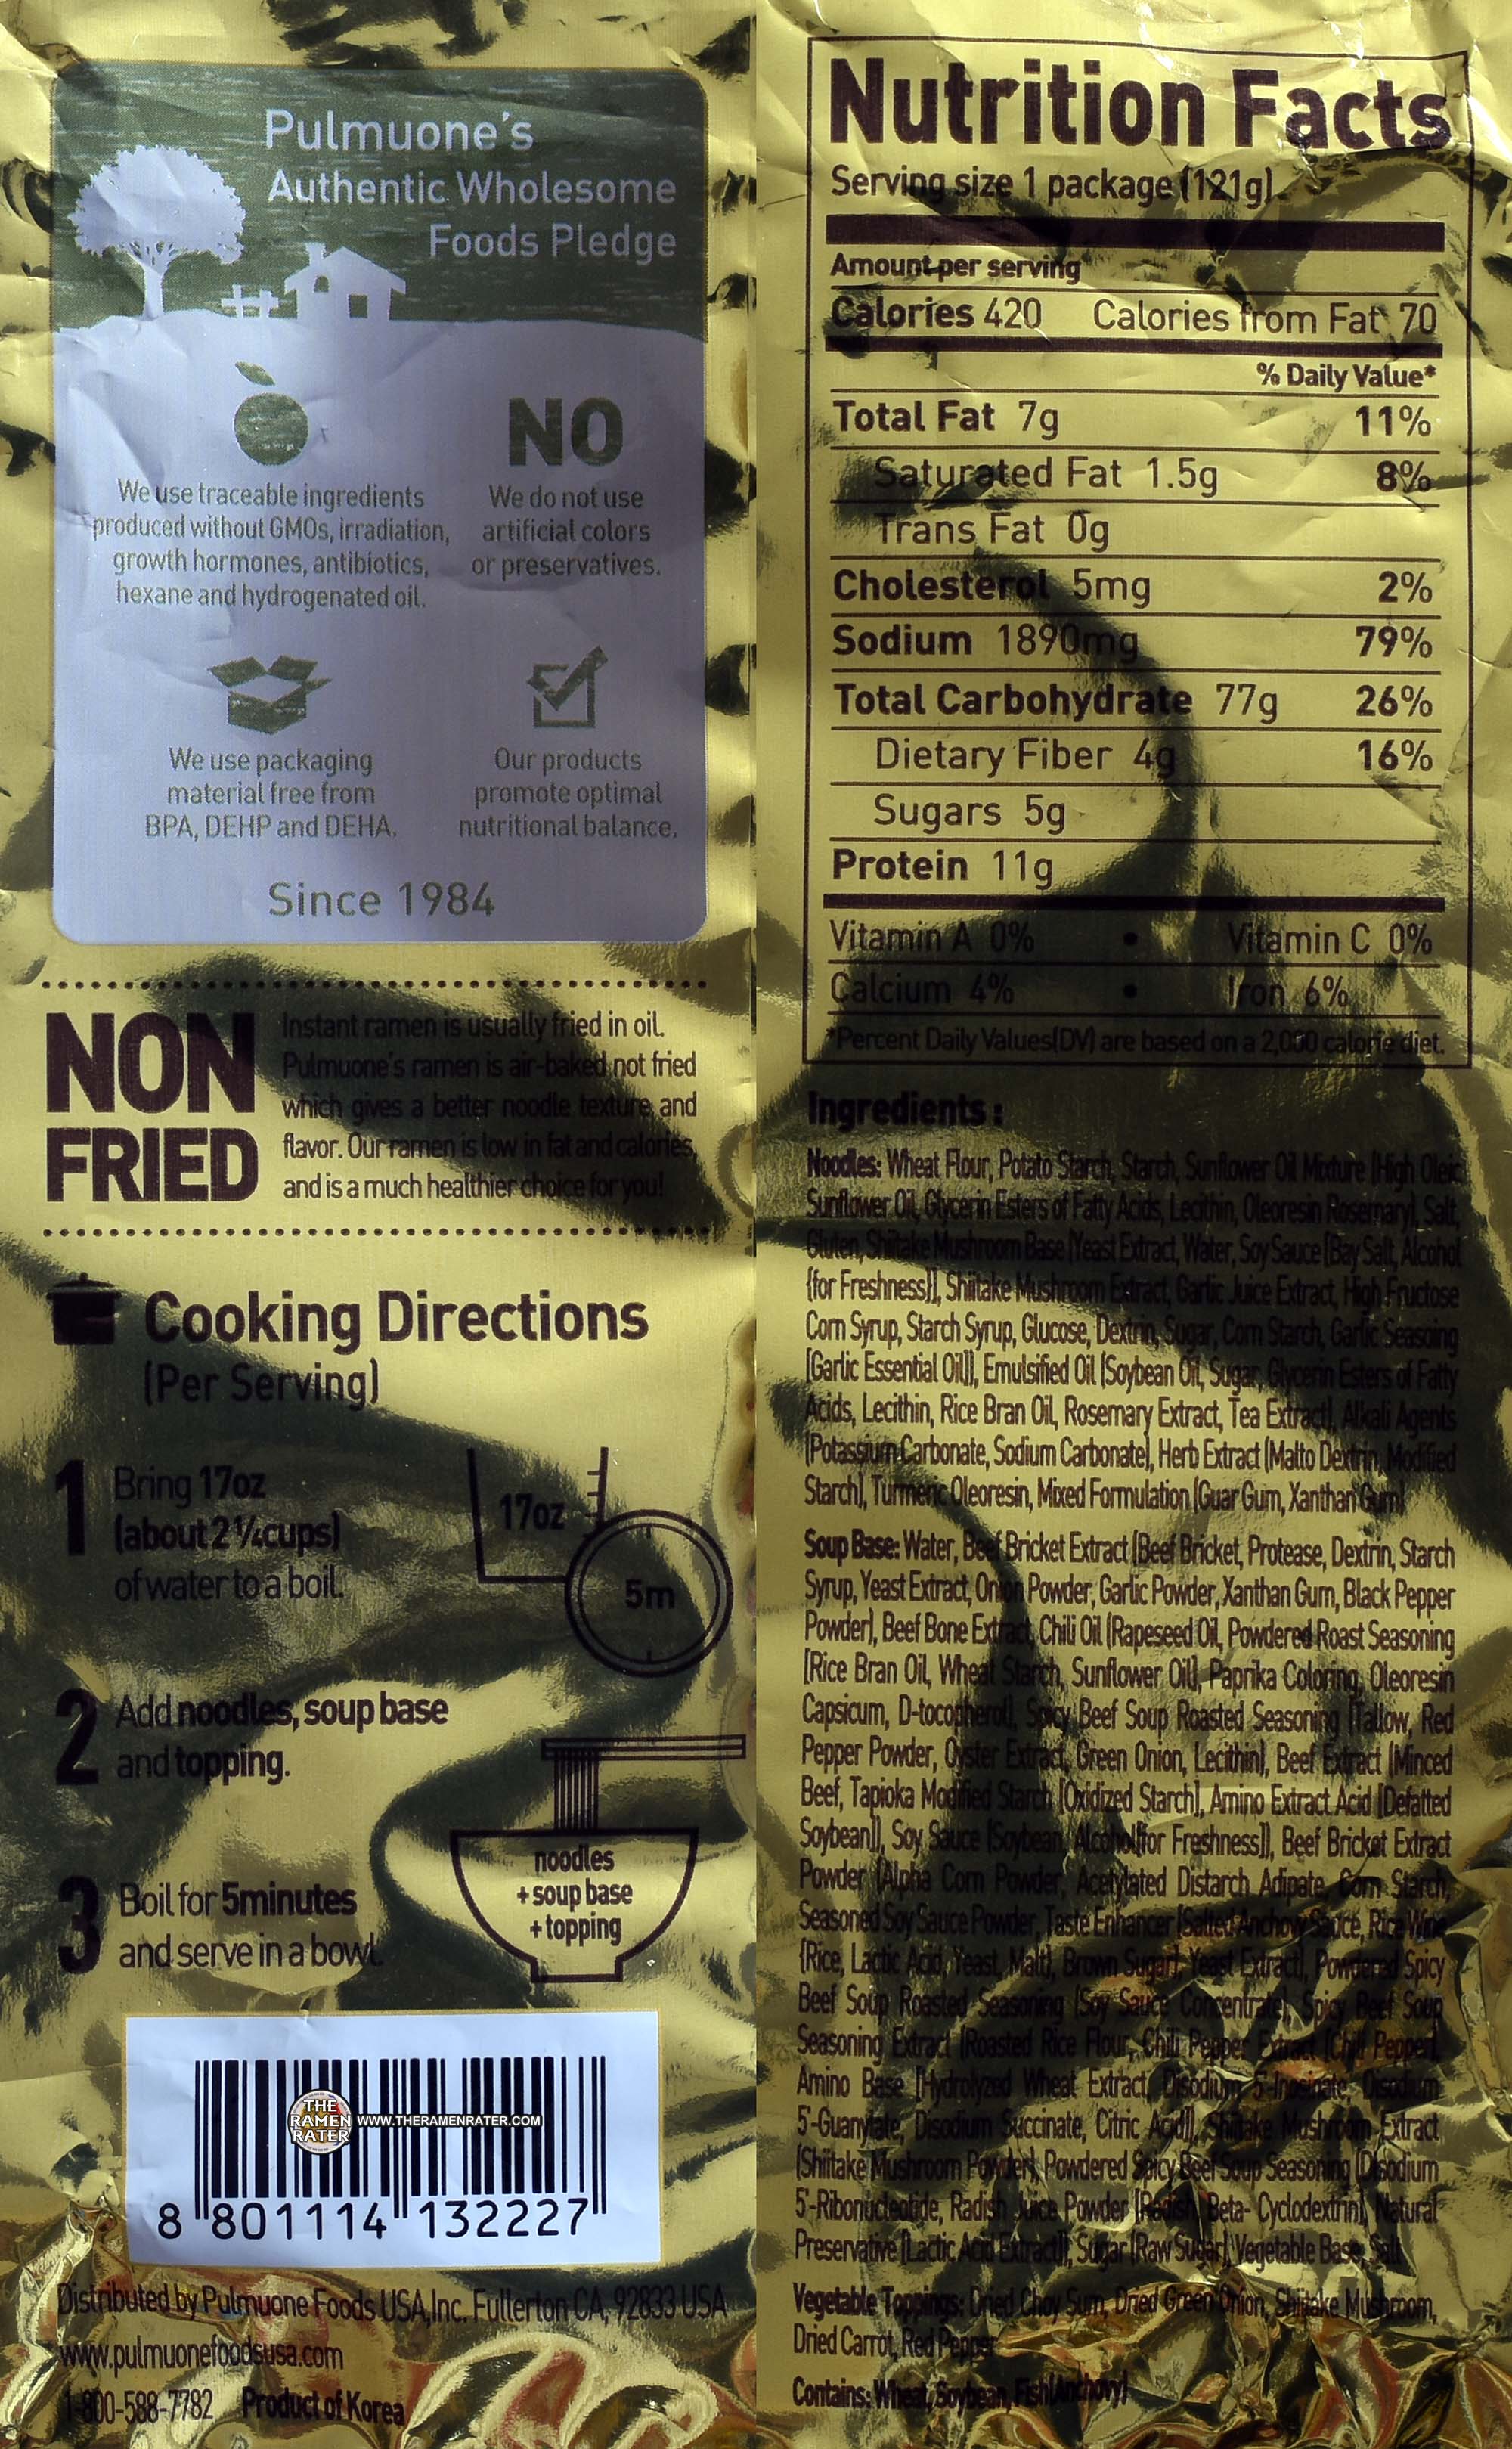 Pulmuone's
Authentic Wholesome
Foods Pledge
We use traceable ingredients
produced without GMOs, irradiation,
growth hormones, antibiotics,
hexane and hydrogenated oil.
NO
We do not use
artificial colors
or preservatives.
We use packaging
material free from
BPA, DEHP and DEHA.
Our products
promote optimal
nutritional balance.
Since 1984
NON
FRIED
Instant ramen is usually fried in oil.
Pulmuone's ramen is air-baked not fried
which gives a better noodle texture and
flavor. Our ramen is low in fat and calories,
and is a much healthier choice for you!
Cooking Directions
(Per Serving)
1 Bring 17oz
(about 2 ¼cups)
of water to a boil.
17oz
5m
2 Add noodles, soup base
and topping.
3 Boil for 5minutes
and serve in a bowl.
noodles
+ soup base
+ topping
THE
RAMEN
RATER
WWW.THERAMENRATER.COM
8 801114 132227
Distributed by Pulmuone Foods USA, Inc. Fullerton CA, 92833 USA
www.pulmuonefoodsusa.com
1-800-588-7782 Product of Korea
Nutrition Facts
Serving size 1 package (121g)
Amount per serving
Calories 420 Calories from Fat 70
% Daily Value*
Total Fat 7g 11%
Saturated Fat 1.5g 8%
Trans Fat 0g
Cholesterol 5mg 2%
Sodium 1890mg 79%
Total Carbohydrate 77g 26%
Dietary Fiber 4g 16%
Sugars 5g
Protein 11g
Vitamin A 0% • Vitamin C 0%
Calcium 4% • Iron 6%
*Percent Daily Values(DV) are based on a 2,000 calorie diet.
Ingredients :
Noodles: Wheat Flour, Potato Starch, Starch, Sunflower Oil Mixture (High Oleic
Sunflower Oil, Glycerin Esters of Fatty Acids, Lecithin, Oleoresin Rosemary), Salt,
Gluten, Shiitake Mushroom Base (Yeast Extract, Water, Soy Sauce [Bay Salt, Alcohol
{for Freshness}], Shiitake Mushroom Extract, Garlic Juice Extract, High Fructose
Corn Syrup, Starch Syrup, Glucose, Dextrin, Sugar, Corn Starch, Garlic Seasoing
[Garlic Essential Oil]), Emulsified Oil (Soybean Oil, Sugar, Glycerin Esters of Fatty
Acids, Lecithin, Rice Bran Oil, Rosemary Extract, Tea Extract), Alkali Agents
(Potassium Carbonate, Sodium Carbonate), Herb Extract (Malto Dextrin, Modified
Starch), Turmeric Oleoresin, Mixed Formulation (Guar Gum, Xanthan Gum)
Soup Base: Water, Beef Bricket Extract (Beef Bricket, Protease, Dextrin, Starch
Syrup, Yeast Extract, Onion Powder, Garlic Powder, Xanthan Gum, Black Pepper
Powder), Beef Bone Extract, Chili Oil (Rapeseed Oil, Powdered Roast Seasoning
[Rice Bran Oil, Wheat Starch, Sunflower Oil], Paprika Coloring, Oleoresin
Capsicum, D-tocopherol), Spicy Beef Soup Roasted Seasoning (Tallow, Red
Pepper Powder, Oyster Extract, Green Onion, Lecithin), Beef Extract (Minced
Beef, Tapioka Modified Starch [Oxidized Starch], Amino Extract Acid [Defatted
Soybean]), Soy Sauce (Soybean, Alcohol[for Freshness]), Beef Bricket Extract
Powder (Alpha Corn Powder, Acetylated Distarch Adipate, Corn Starch,
Seasoned Soy Sauce Powder, Taste Enhancer [Salted Anchovy Sauce, Rice Wine
{Rice, Lactic Acid, Yeast, Malt}, Brown Sugar], Yeast Extract), Powdered Spicy
Beef Soup Roasted Seasoning (Soy Sauce Concentrate), Spicy Beef Soup
Seasoning Extract (Roasted Rice Flour, Chili Pepper Extract [Chili Pepper],
Amino Base [Hydrolyzed Wheat Extract, Disodium 5'-Inosinate, Disodium
5'-Guanylate, Disodium Succinate, Citric Acid]), Shiitake Mushroom Extract
(Shiitake Mushroom Powder), Powdered Spicy Beef Soup Seasoning (Disodium
5'-Ribonucleotide, Radish Juice Powder [Radish, Beta- Cyclodextrin], Natural
Preservative [Lactic Acid Extract]), Sugar (Raw Sugar), Vegetable Base, Salt
Vegetable Toppings: Dried Choy Sum, Dried Green Onion, Shiitake Mushroom,
Dried Carrot, Red Pepper
Contains: Wheat, Soybean, Fish(Anchovy)